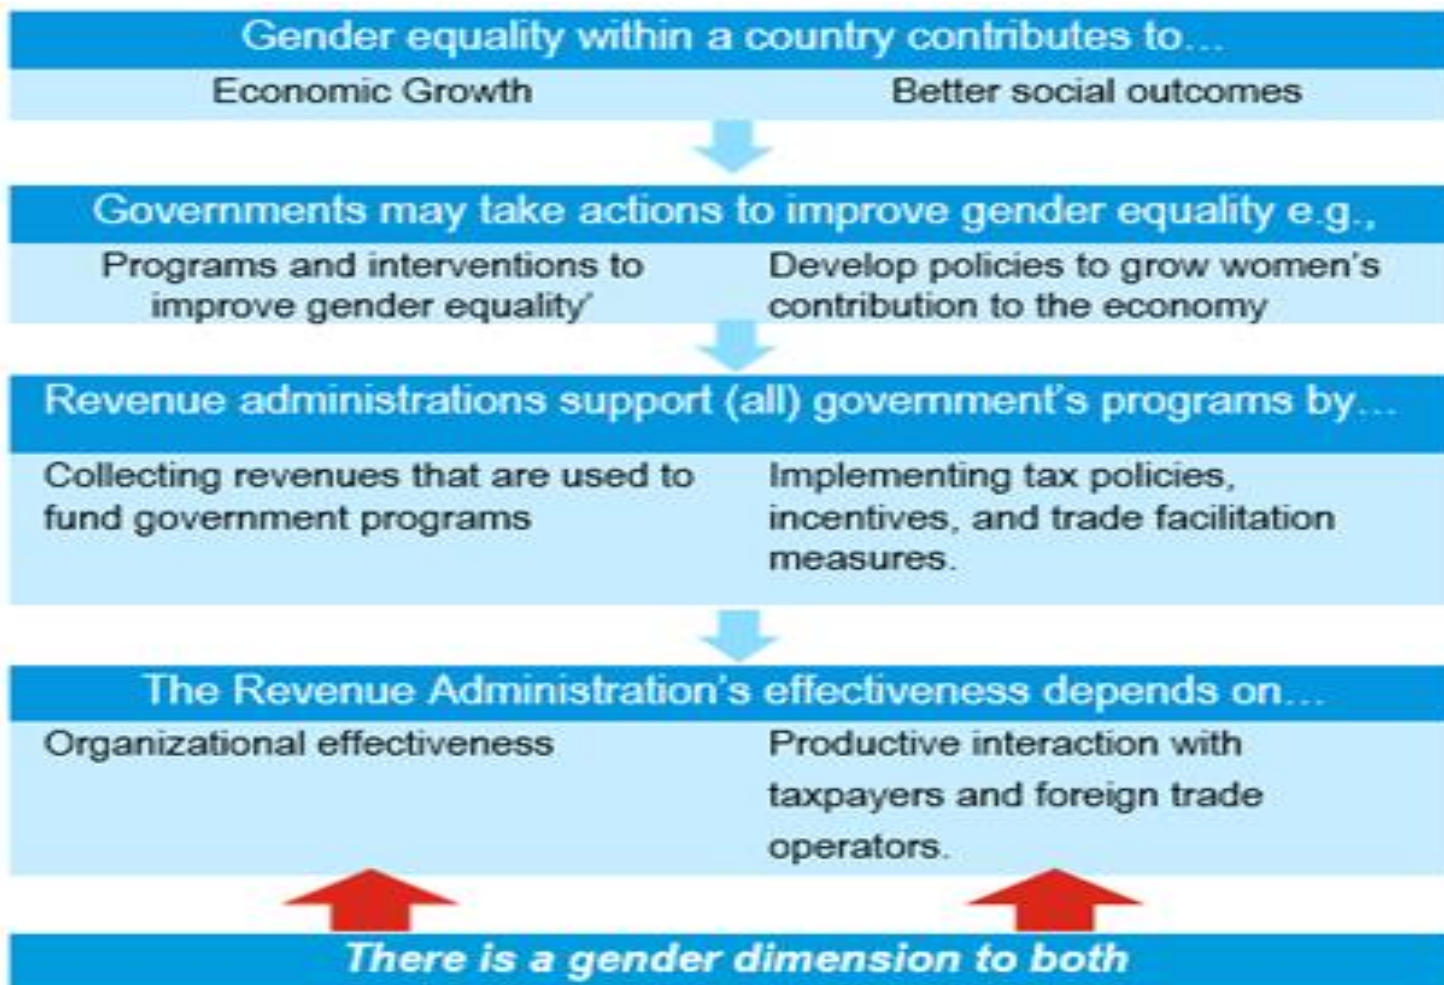 Gender equality within a country contributes to...
Economic Growth
Better social outcomes
Governments may take actions to improve gender equality e.g.,
Programs and interventions to
improve gender equality'
Develop policies to grow women's
contribution to the economy
Revenue administrations support (all) government's programs by...
Collecting revenues that are used to
fund government programs
Implementing tax policies,
incentives, and trade facilitation
measures.
The Revenue Administration's effectiveness depends on...
Organizational effectiveness
Productive interaction with
taxpayers and foreign trade
operators.
There is a gender dimension to both